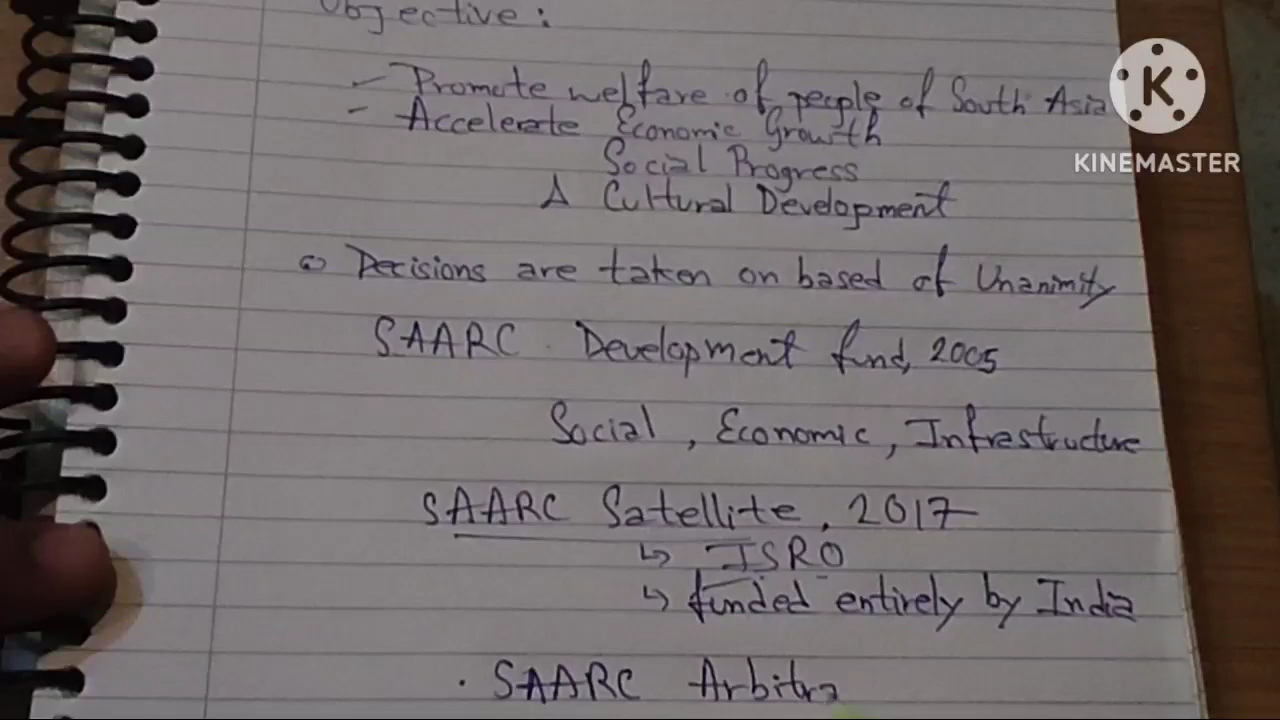 Objective:
- Promote welfare of people of South Asia
- Accelerate Economic Growth
Social Progress
& Cultural Development
Decisions are taken on based of Unanimity
SAARC Development fund, 2005
Social, Economic, Infrastructure
SAARC Satellite, 2017
↳ ISRO
↳ funded entirely by India
. SAARC Arbitra
K
KINEMASTER